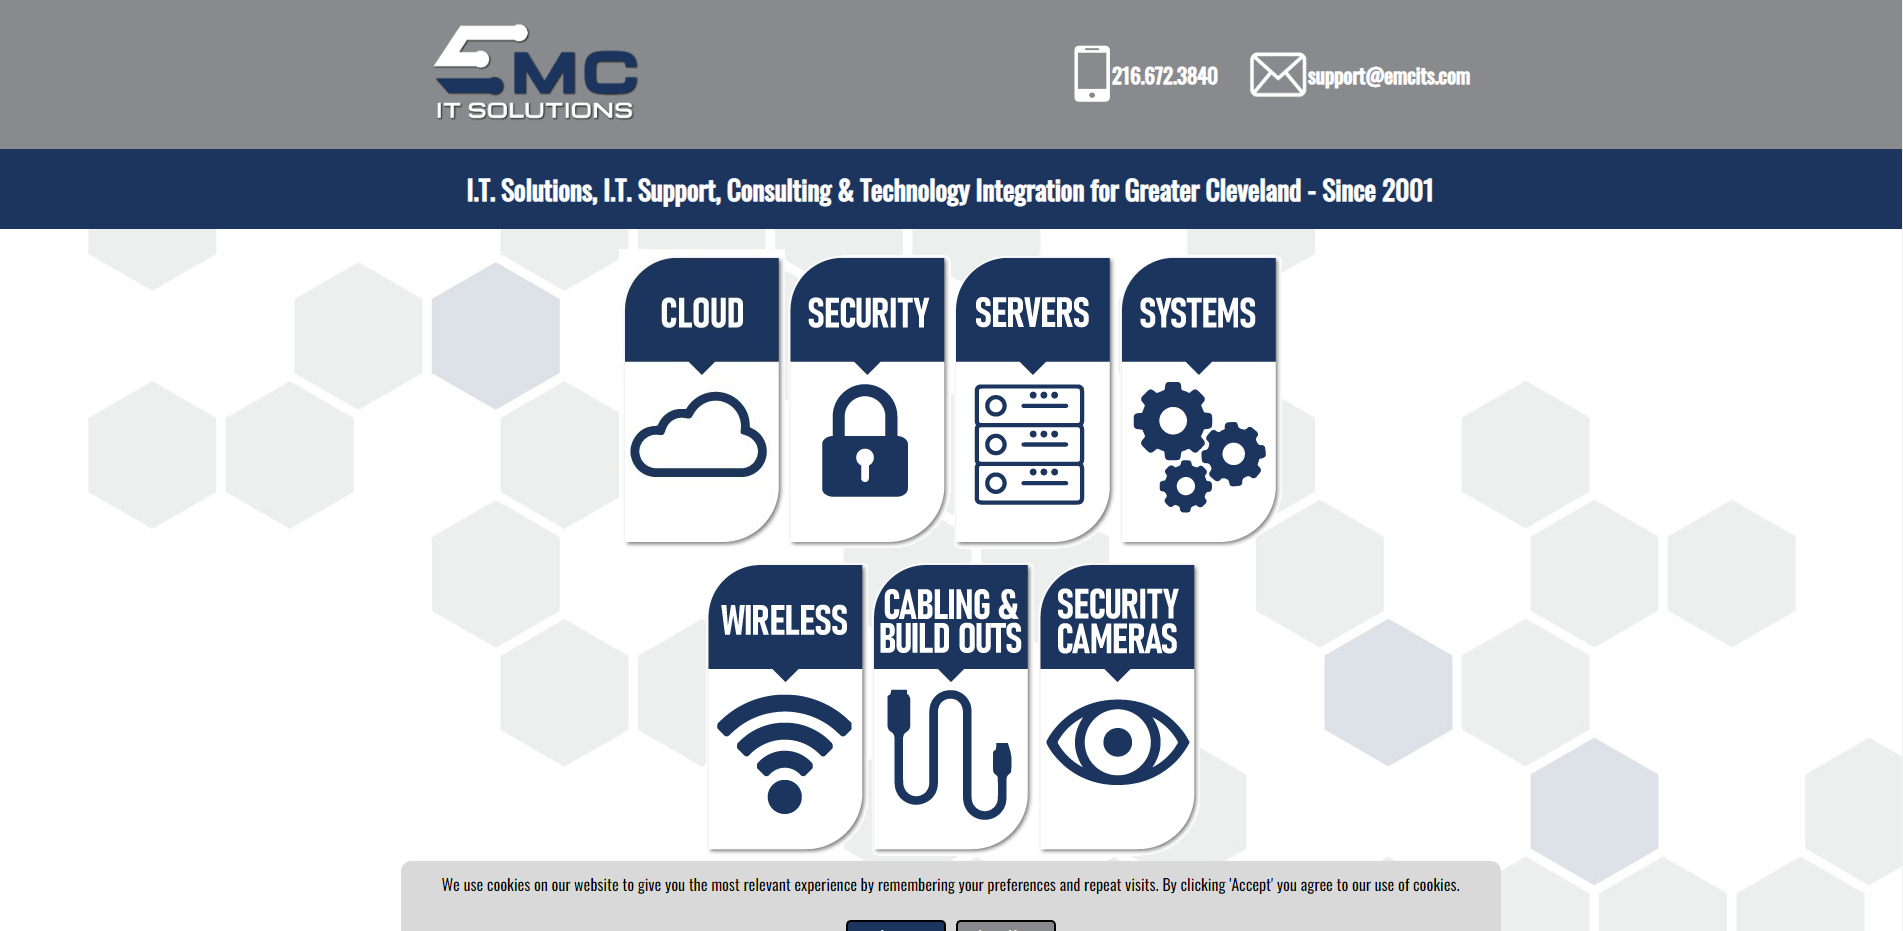 EMC
IT SOLUTIONS
216.672.3840
support@emcits.com
I.T. Solutions, I.T. Support, Consulting & Technology Integration for Greater Cleveland - Since 2001
CLOUD
SECURITY
SERVERS
SYSTEMS
WIRELESS
CABLING &
BUILD OUTS
SECURITY
CAMERAS
We use cookies on our website to give you the most relevant experience by remembering your preferences and repeat visits. By clicking 'Accept' you agree to our use of cookies.